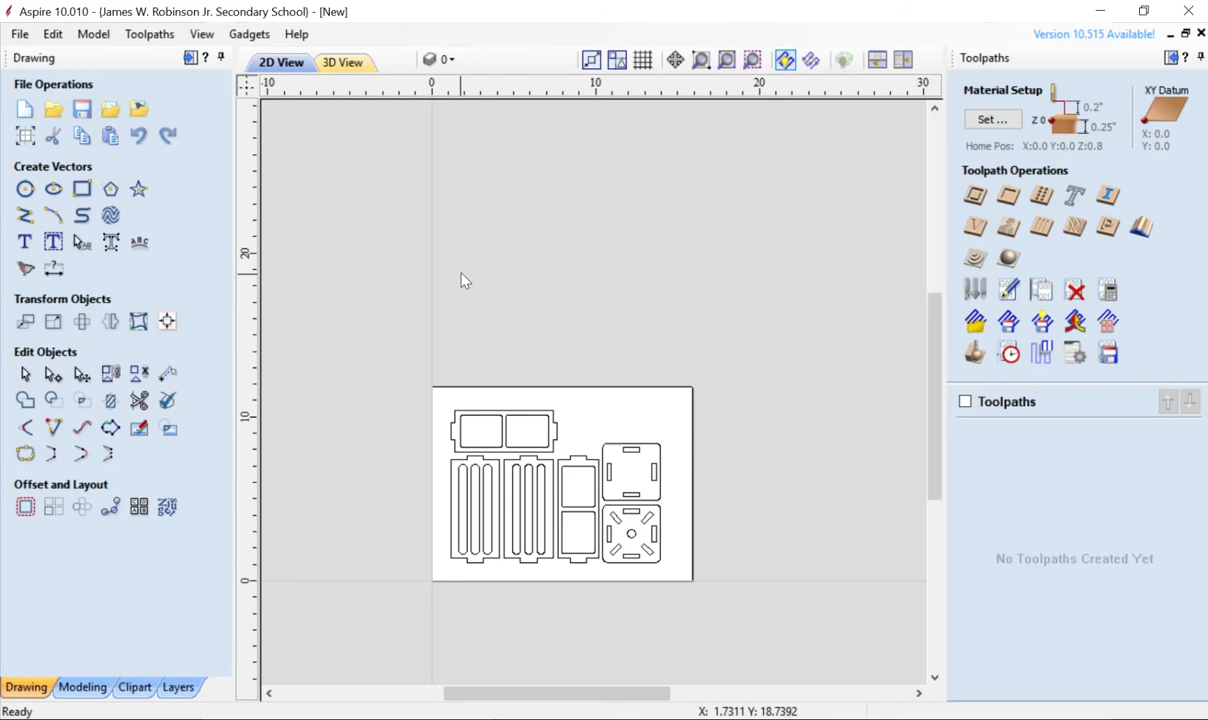 Aspire 10.010 - {James W. Robinson Jr. Secondary School} - [New]
File Edit Model Toolpaths View Gadgets Help
Version 10.515 Available!
Drawing
2D View
3D View
0
Toolpaths
File Operations
-10 0 10 20 30
Material Setup
0.2"
XY Datum
Set ...
Z 0
0.25"
X: 0.0
Y: 0.0
Home Pos: X:0.0 Y:0.0 Z:0.8
Create Vectors
Toolpath Operations
20
Transform Objects
Edit Objects
Toolpaths
10
Offset and Layout
No Toolpaths Created Yet
0
Drawing
Modeling
Clipart
Layers
Ready
X: 1.7311 Y: 18.7392